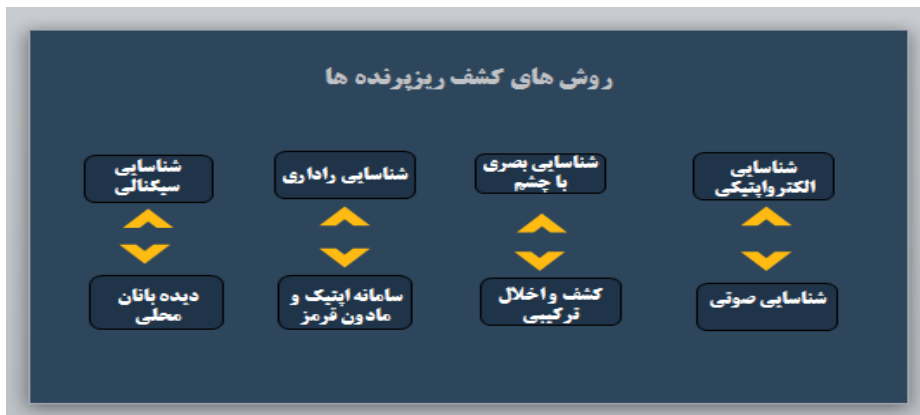 روش های کشف ریزپرنده ها
شناسایی
الکترواپتیکی
شناسایی بصری
با چشم
شناسایی راداری
شناسایی
سیگنالی
شناسایی صوتی
کشف و اخلال
ترکیبی
سامانه اپتیک و
مادون قرمز
دیده بانان
محلی